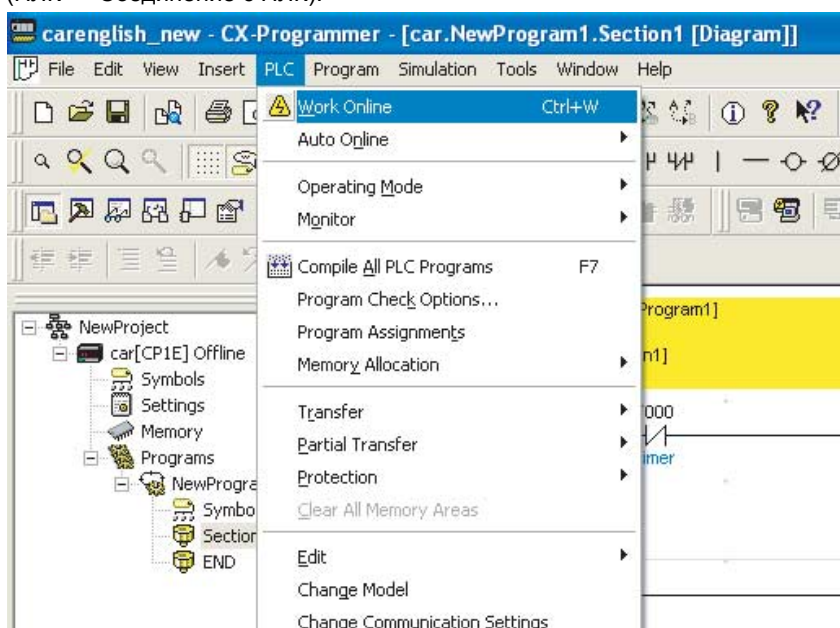 carenglish_new - CX-Programmer - [car.NewProgram1.Section1 [Diagram]]
File Edit View Insert PLC Program Simulation Tools Window Help
Work Online Ctrl+W
Auto Online
Operating Mode
Monitor
Compile All PLC Programs F7
Program Check Options...
Program Assignments
Memory Allocation
Transfer
Partial Transfer
Protection
Clear All Memory Areas
Edit
Change Model
Change Communication Settings
NewProject
car[CP1E] Offline
Symbols
Settings
Memory
Programs
NewProgra
Symbo
Section
END
Program1]
n1]
000
imer